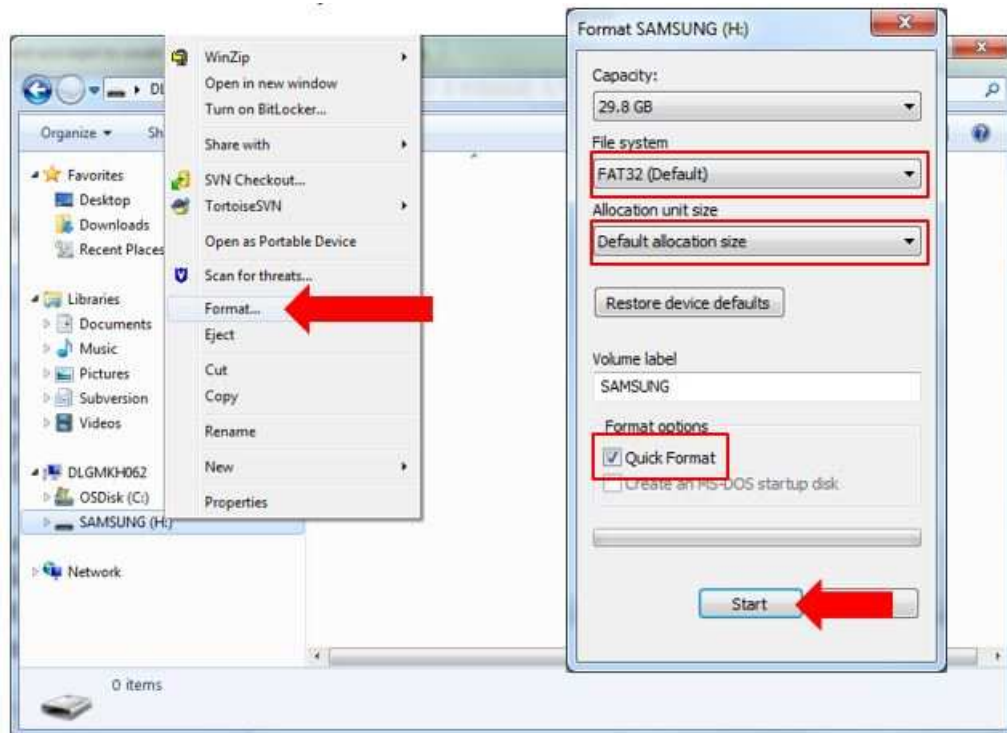 DL
Organize
Sh
Favorites
Desktop
Downloads
Recent Places
Libraries
Documents
Music
Pictures
Subversion
Videos
DLGMKH062
OSDisk (C:)
SAMSUNG (H:)
Network
0 items
WinZip
Open in new window
Turn on BitLocker...
Share with
SVN Checkout...
TortoiseSVN
Open as Portable Device
Scan for threats...
Format...
Eject
Cut
Copy
Rename
New
Properties
Format SAMSUNG (H:)
Capacity:
29.8 GB
File system
FAT32 (Default)
Allocation unit size
Default allocation size
Restore device defaults
Volume label
SAMSUNG
Format options
Quick Format
Create an MS-DOS startup disk
Start